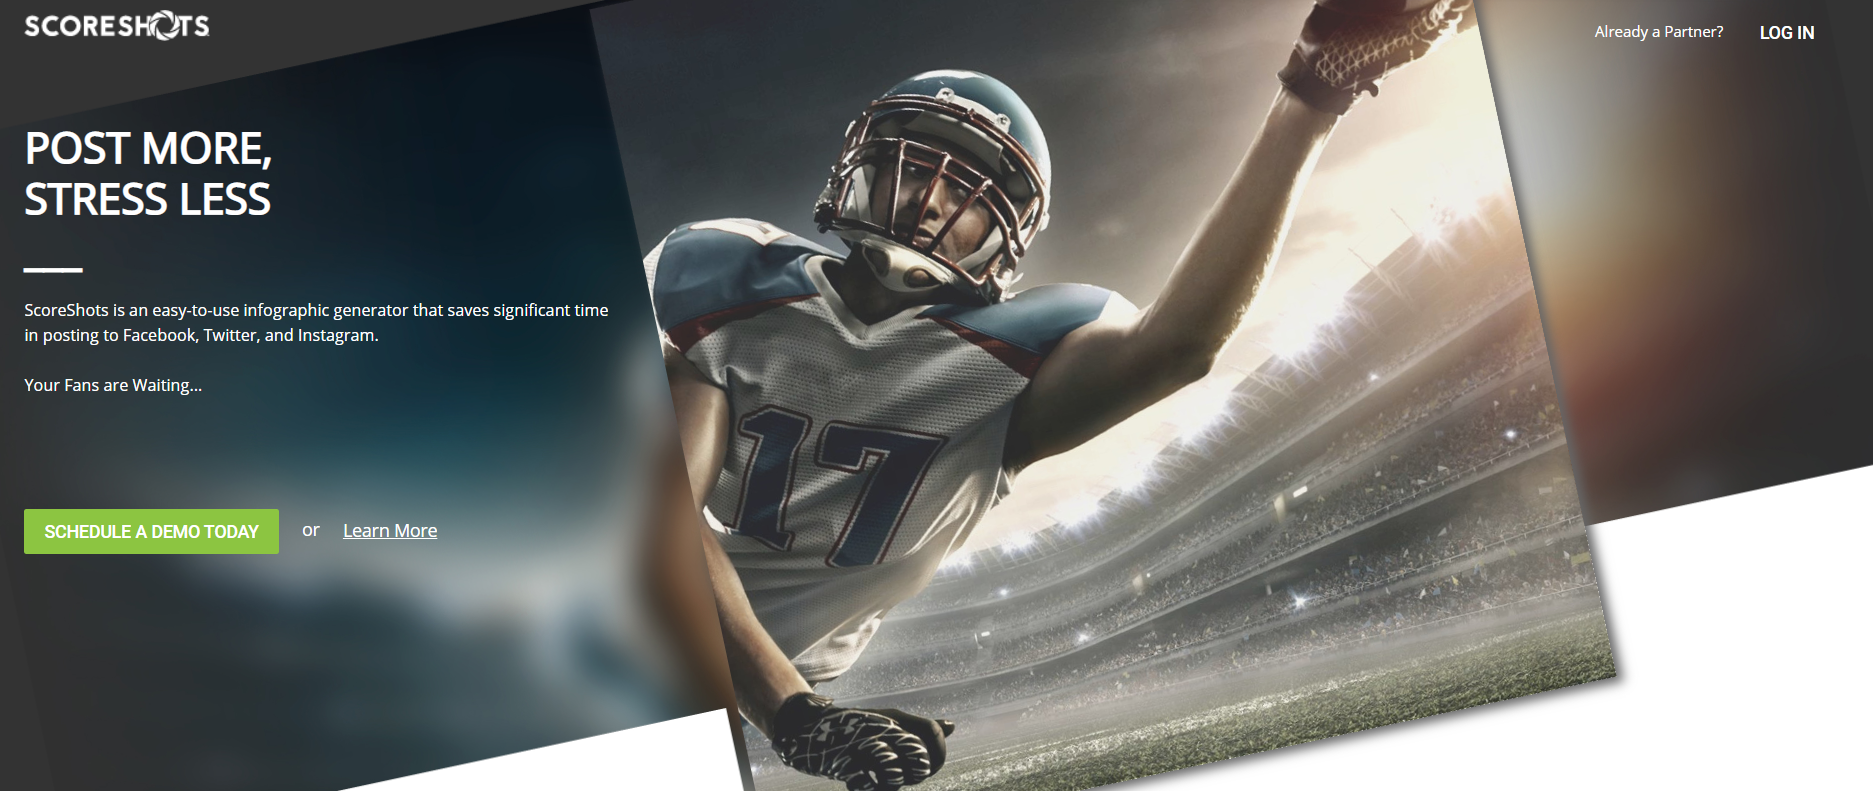 SCORESHOTS
Already a Partner?
LOG IN
POST MORE,
STRESS LESS
ScoreShots is an easy-to-use infographic generator that saves significant time
in posting to Facebook, Twitter, and Instagram.
Your Fans are Waiting...
SCHEDULE A DEMO TODAY
or
Learn More
17